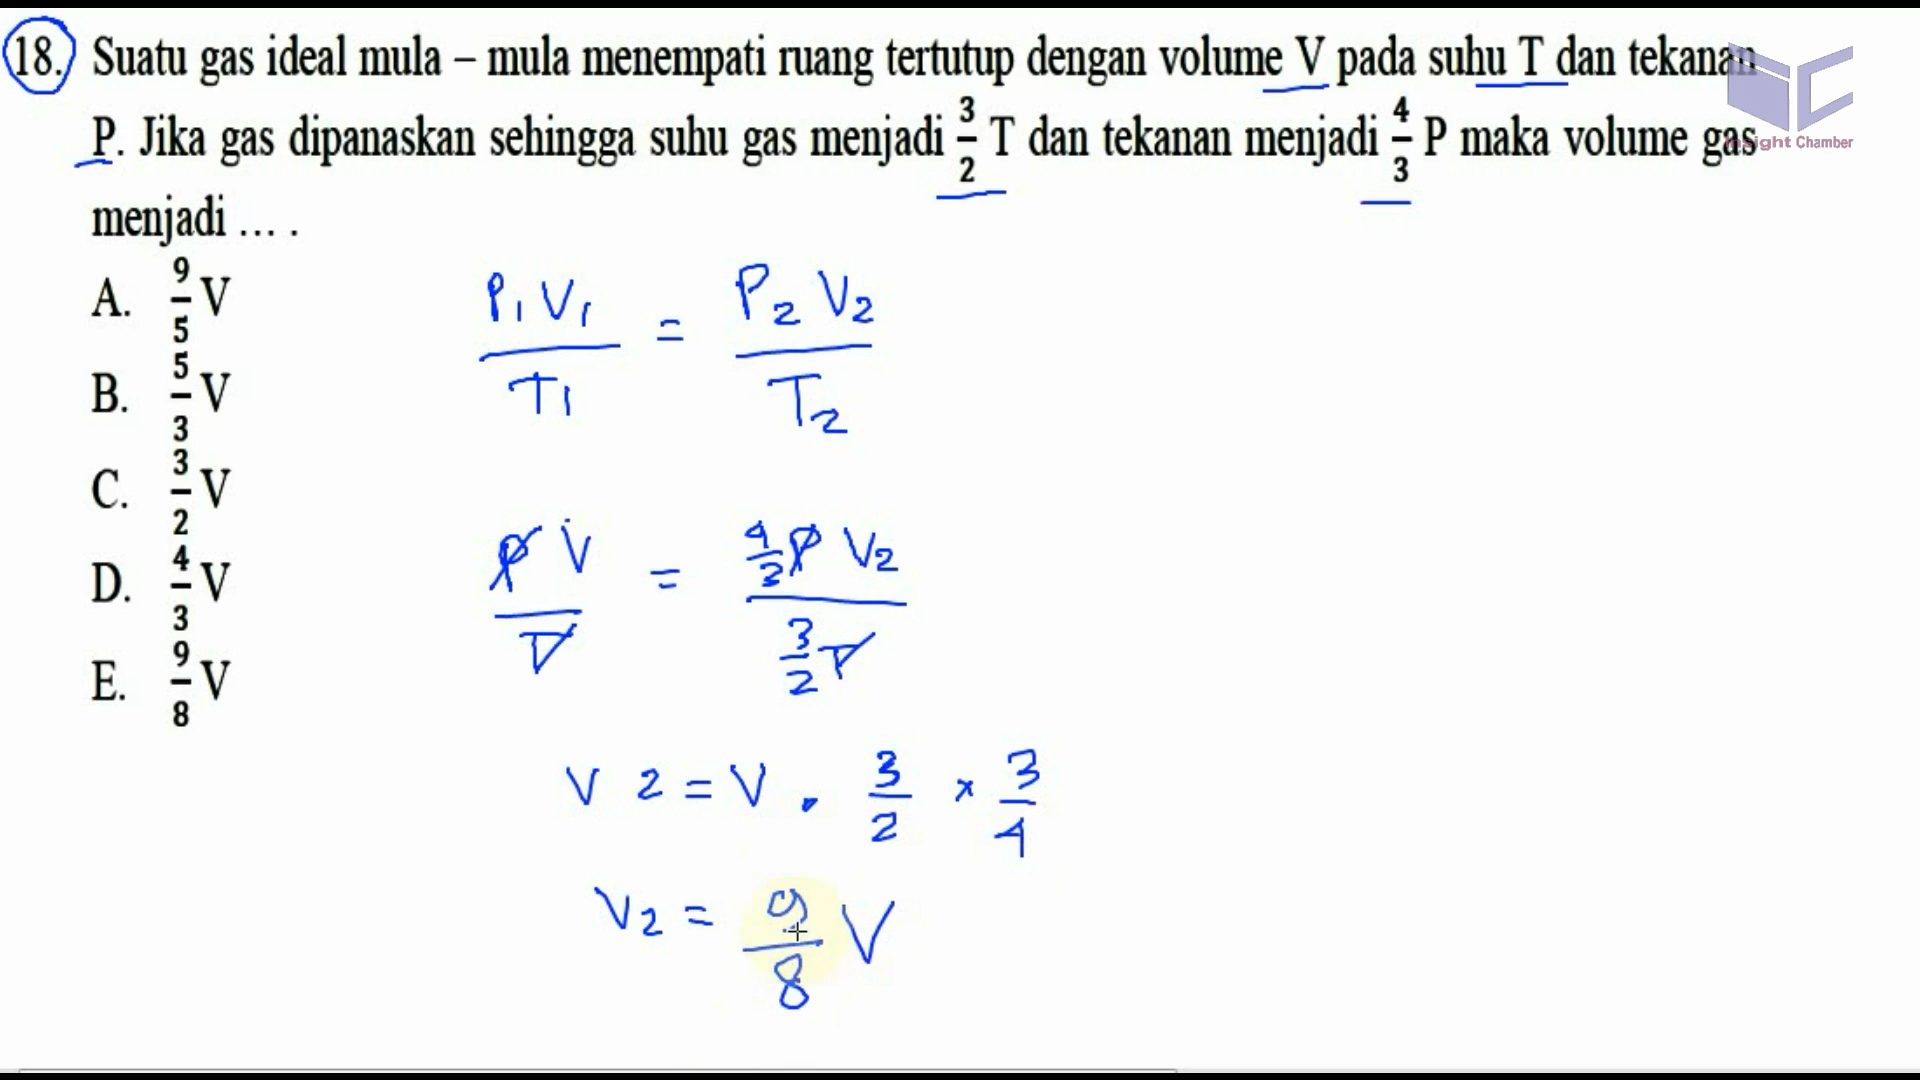 18. Suatu gas ideal mula – mula menempati ruang tertutup dengan volume V pada suhu T dan tekanan
P. Jika gas dipanaskan sehingga suhu gas menjadi 3/2 T dan tekanan menjadi 4/3 P maka volume gas
menjadi ... .
A. 9/5 V
B. 5/3 V
C. 3/2 V
D. 4/3 V
E. 9/8 V
P1 V1 / T1 = P2 V2 / T2
P V / T = 4/3 P V2 / 3/2 T
V2 = V . 3/2 × 3/4
V2 = 9/8 V
Insight Chamber